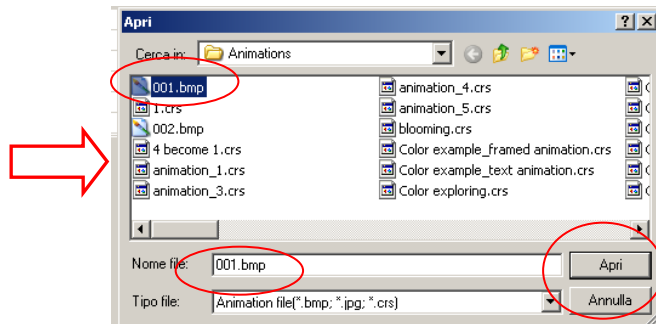 Apri
Cerca in: Animations
001.bmp
1.crs
002.bmp
4 become 1.crs
animation_1.crs
animation_3.crs
animation_4.crs
animation_5.crs
blooming.crs
Color example_framed animation.crs
Color example_text animation.crs
Color exploring.crs
Nome file: 001.bmp
Apri
Tipo file: Animation file(*.bmp; *.jpg; *.crs)
Annulla